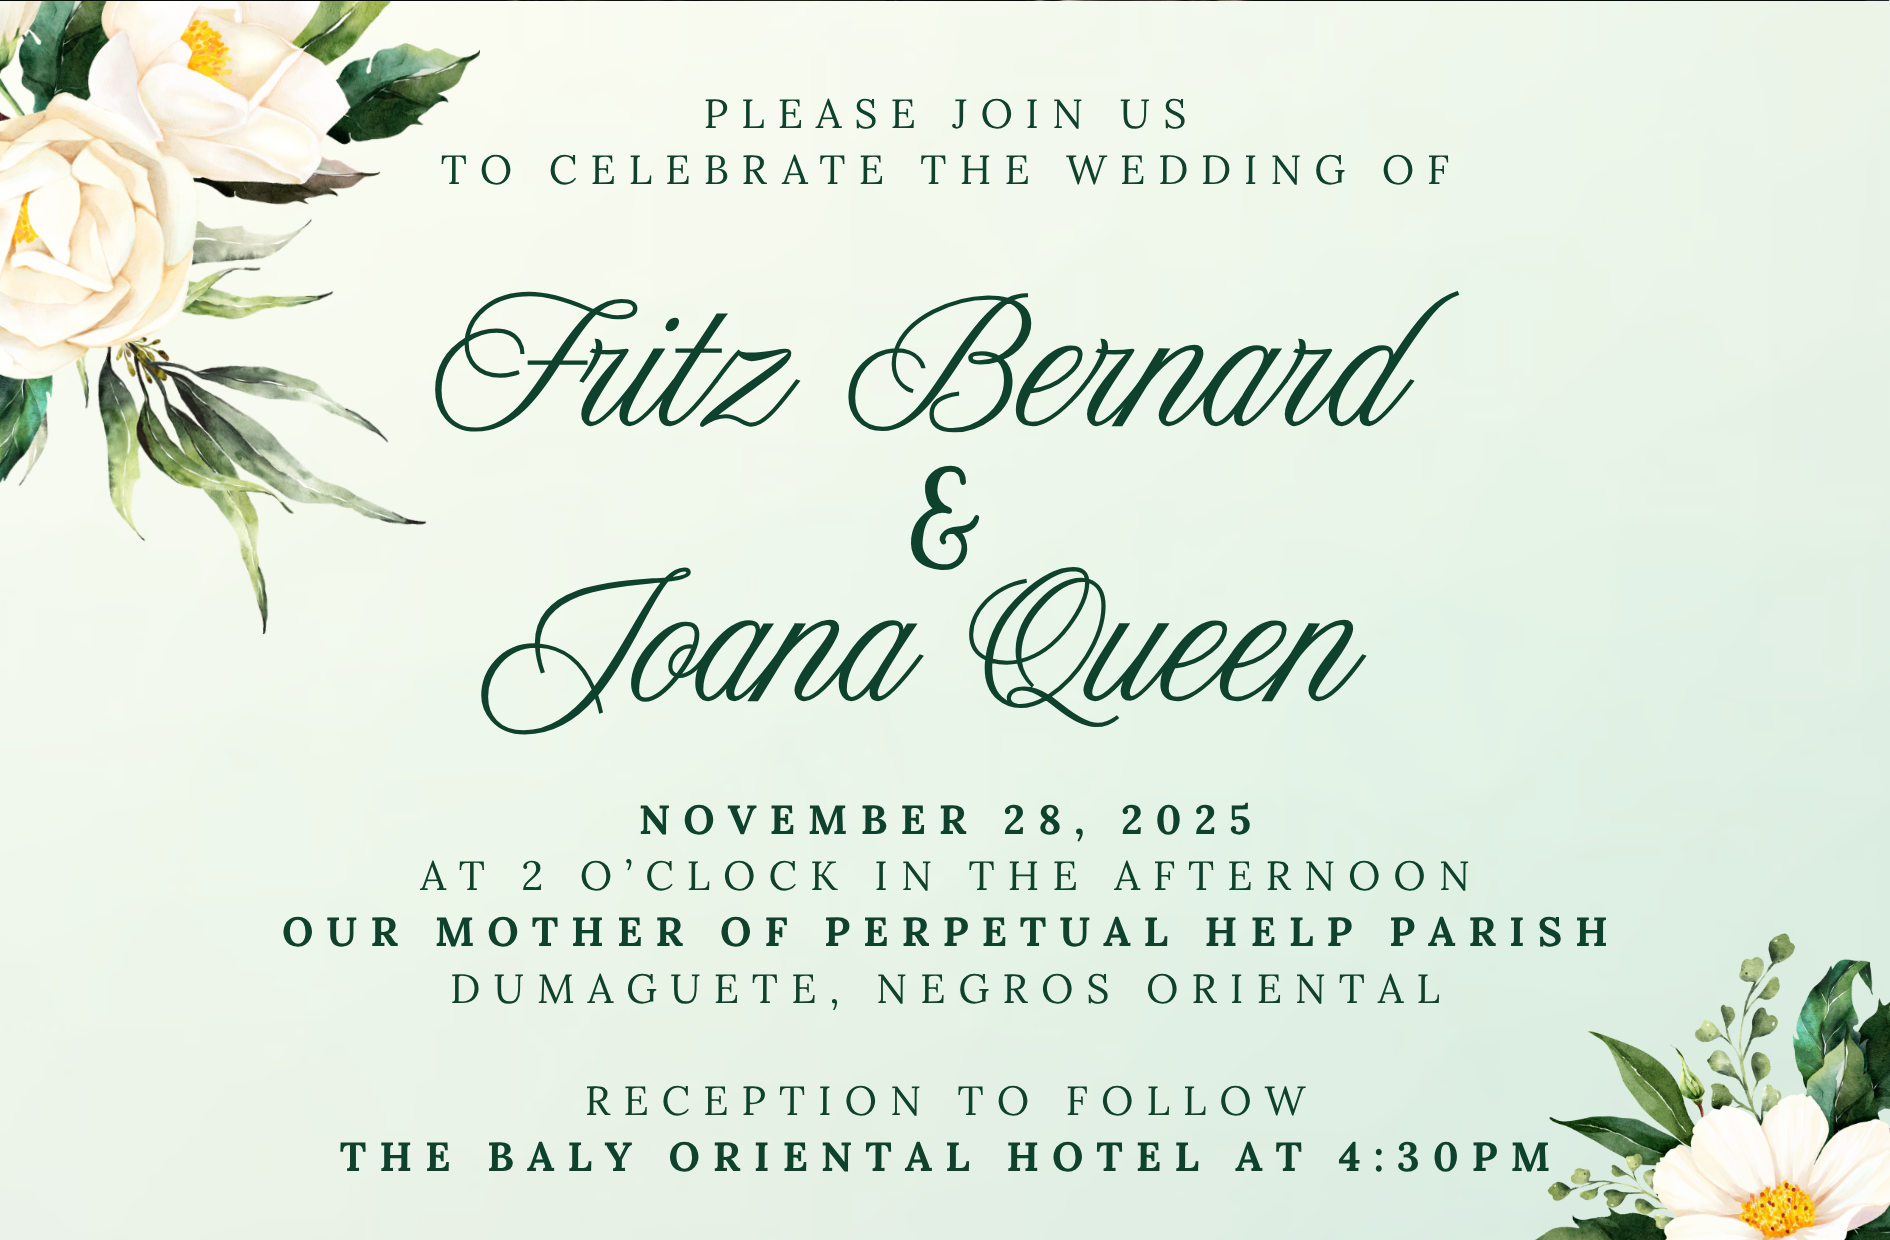 PLEASE JOIN US
TO CELEBRATE THE WEDDING OF
Fritz Bernard
&
Joana Queen
NOVEMBER 28, 2025
AT 2 O’CLOCK IN THE AFTERNOON
OUR MOTHER OF PERPETUAL HELP PARISH
DUMAGUETE, NEGROS ORIENTAL
RECEPTION TO FOLLOW
THE BALY ORIENTAL HOTEL AT 4:30PM